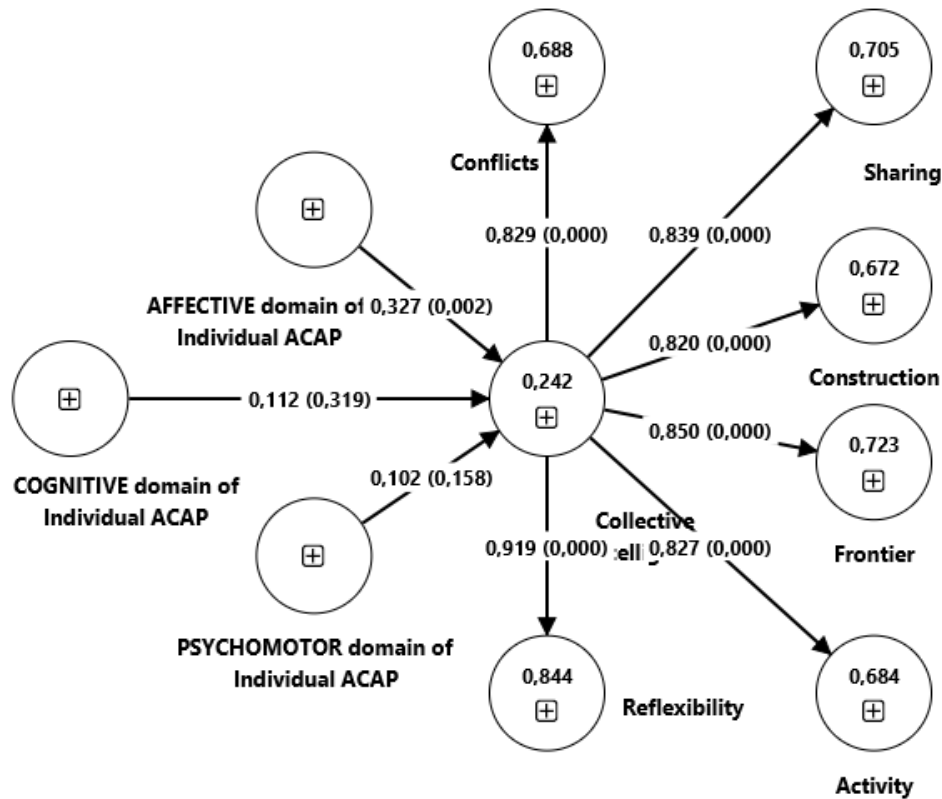 0,688
0,705
Conflicts
Sharing
0,829 (0,000)
0,839 (0,000)
0,672
AFFECTIVE domain of
Individual ACAP
0,327 (0,002)
0,820 (0,000)
Construction
0,242
0,112 (0,319)
0,850 (0,000)
0,723
COGNITIVE domain of
Individual ACAP
0,102 (0,158)
Collective
0,919 (0,000)
0,827 (0,000)
Frontier
PSYCHOMOTOR domain of
Individual ACAP
0,844
Reflexibility
0,684
Activity